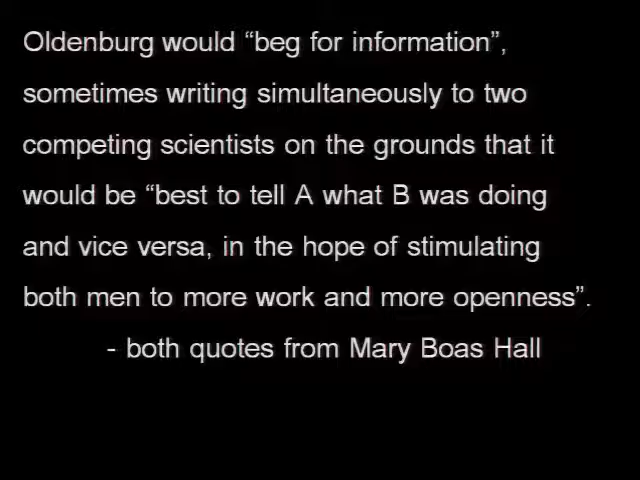 Oldenburg would “beg for information”,
sometimes writing simultaneously to two
competing scientists on the grounds that it
would be “best to tell A what B was doing
and vice versa, in the hope of stimulating
both men to more work and more openness”.
- both quotes from Mary Boas Hall